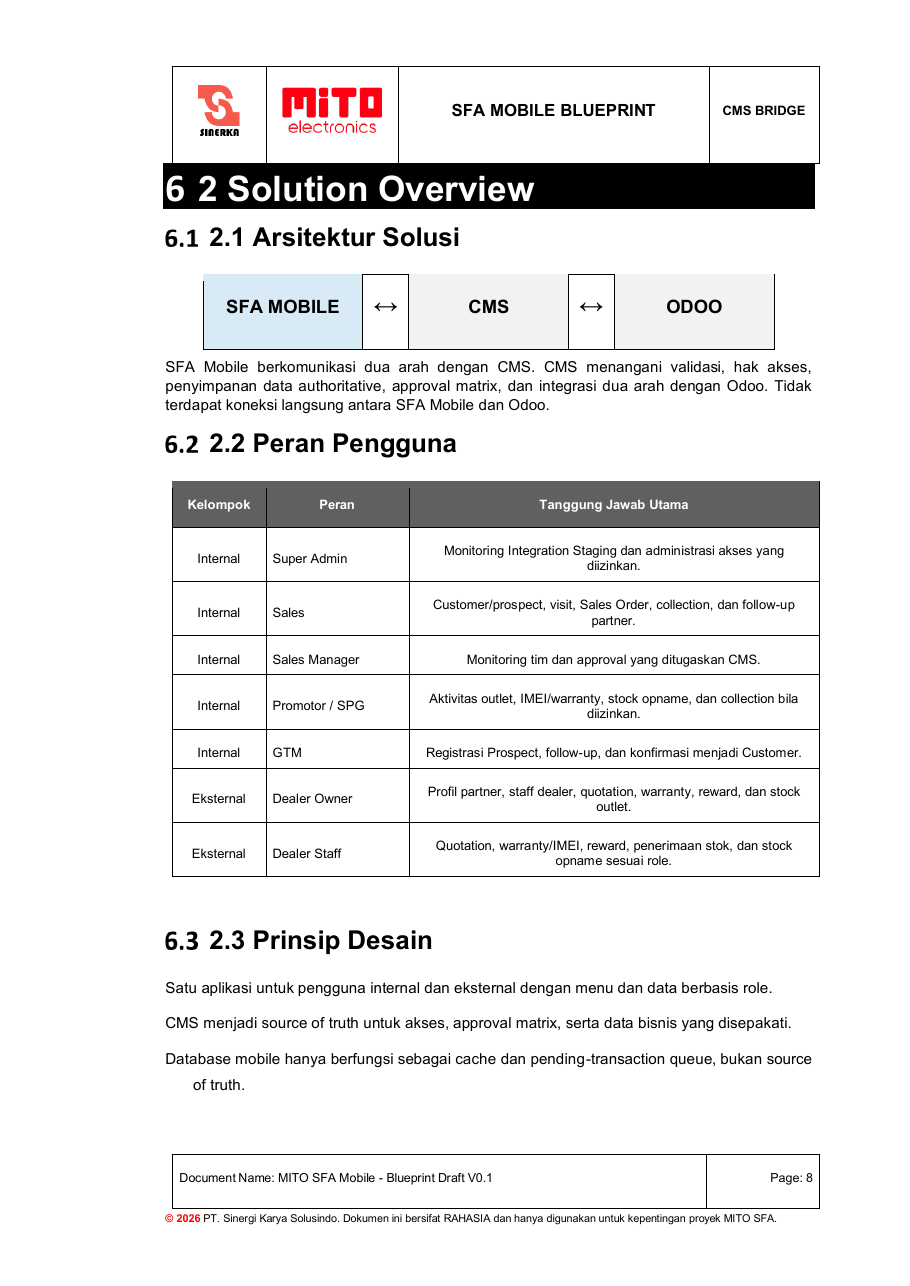 SINERKA
MiTO
electronics
SFA MOBILE BLUEPRINT
CMS BRIDGE
6 2 Solution Overview
6.1 2.1 Arsitektur Solusi
SFA MOBILE ↔ CMS ↔ ODOO
SFA Mobile berkomunikasi dua arah dengan CMS. CMS menangani validasi, hak akses,
penyimpanan data authoritative, approval matrix, dan integrasi dua arah dengan Odoo. Tidak
terdapat koneksi langsung antara SFA Mobile dan Odoo.
6.2 2.2 Peran Pengguna
Kelompok Peran Tanggung Jawab Utama
Internal Super Admin Monitoring Integration Staging dan administrasi akses yang
diizinkan.
Internal Sales Customer/prospect, visit, Sales Order, collection, dan follow-up
partner.
Internal Sales Manager Monitoring tim dan approval yang ditugaskan CMS.
Internal Promotor / SPG Aktivitas outlet, IMEI/warranty, stock opname, dan collection bila
diizinkan.
Internal GTM Registrasi Prospect, follow-up, dan konfirmasi menjadi Customer.
Eksternal Dealer Owner Profil partner, staff dealer, quotation, warranty, reward, dan stock
outlet.
Eksternal Dealer Staff Quotation, warranty/IMEI, reward, penerimaan stok, dan stock
opname sesuai role.
6.3 2.3 Prinsip Desain
Satu aplikasi untuk pengguna internal dan eksternal dengan menu dan data berbasis role.
CMS menjadi source of truth untuk akses, approval matrix, serta data bisnis yang disepakati.
Database mobile hanya berfungsi sebagai cache dan pending-transaction queue, bukan source
of truth.
Document Name: MITO SFA Mobile - Blueprint Draft V0.1 Page: 8
© 2026 PT. Sinergi Karya Solusindo. Dokumen ini bersifat RAHASIA dan hanya digunakan untuk kepentingan proyek MITO SFA.